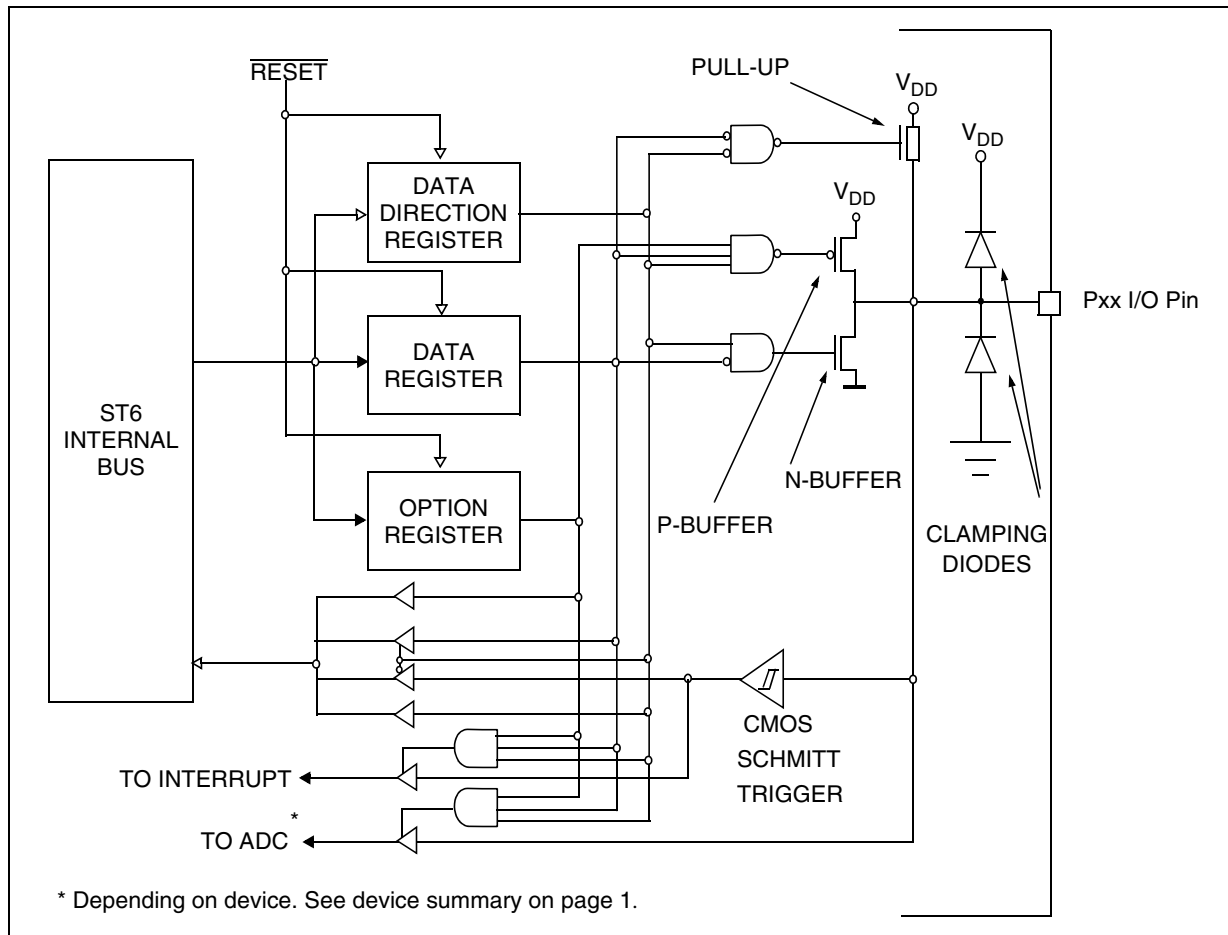 RESET
PULL-UP
VDD
VDD
DATA
DIRECTION
REGISTER
VDD
Pxx I/O Pin
DATA
REGISTER
ST6
INTERNAL
BUS
N-BUFFER
OPTION
REGISTER
P-BUFFER
CLAMPING
DIODES
CMOS
SCHMITT
TRIGGER
TO INTERRUPT
TO ADC *
* Depending on device. See device summary on page 1.